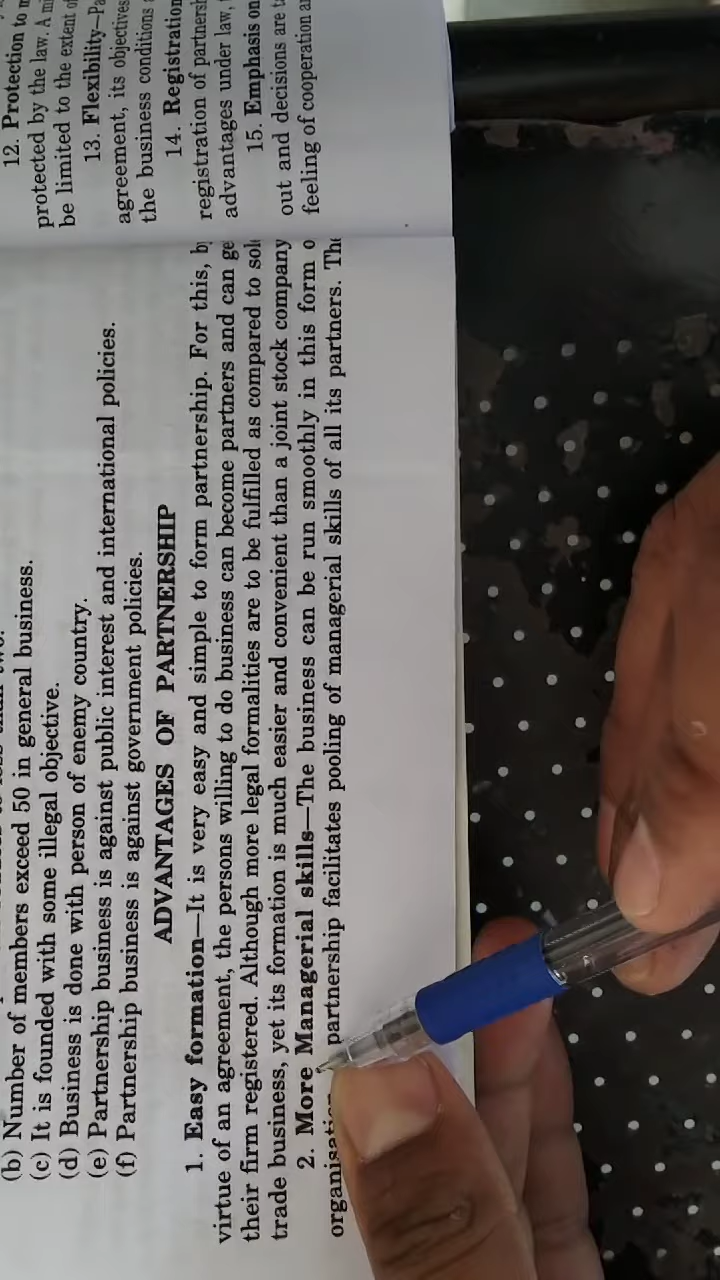 (b) Number of members exceed 50 in general business.
(c) It is founded with some illegal objective.
(d) Business is done with person of enemy country.
(e) Partnership business is against public interest and international policies.
(f) Partnership business is against government policies.
ADVANTAGES OF PARTNERSHIP
1. Easy formation—It is very easy and simple to form partnership. For this, by
virtue of an agreement, the persons willing to do business can become partners and can ge
their firm registered. Although more legal formalities are to be fulfilled as compared to sole
trade business, yet its formation is much easier and convenient than a joint stock company
2. More Managerial skills—The business can be run smoothly in this form o
partnership facilitates pooling of managerial skills of all its partners. The
12. Protection to
protected by the law. A
be limited to the extent
13. Flexibility—
agreement, its objectives
the business conditions
14. Registration
registration of
advantages under law,
15. Emphasis on
out and decisions are
feeling of cooperation